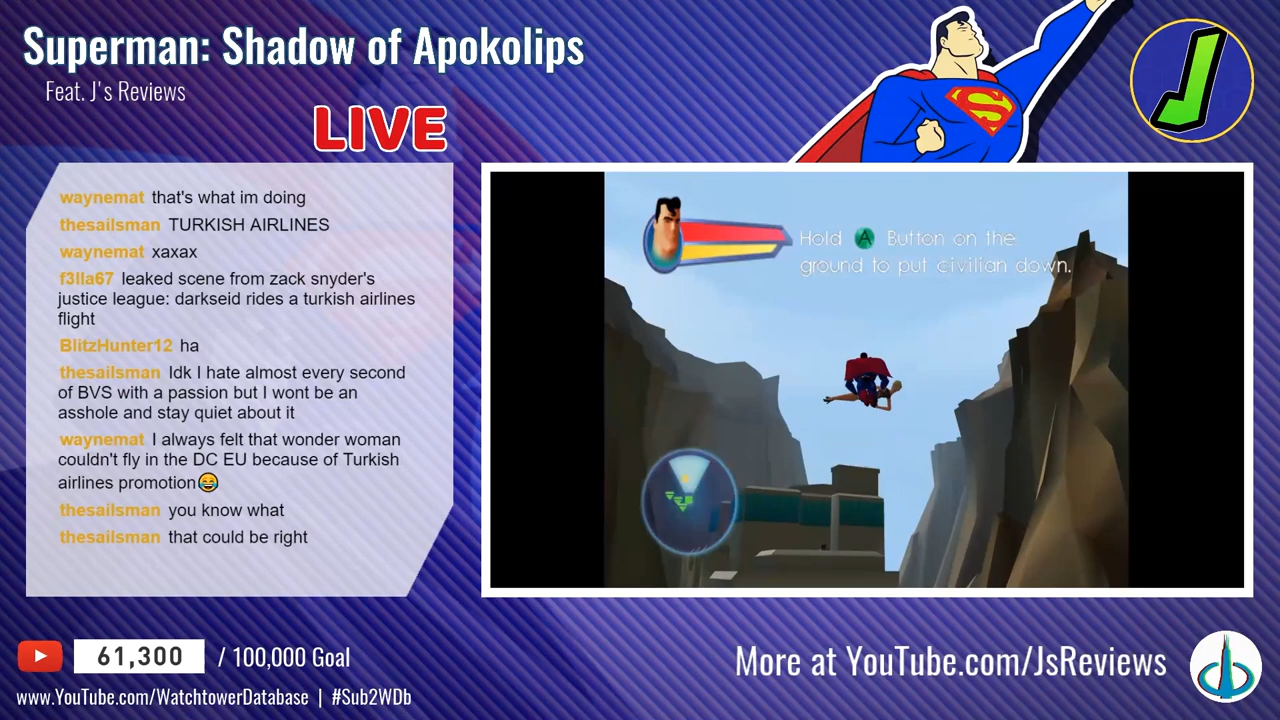 Superman: Shadow of Apokolips
Feat. J's Reviews
LIVE
waynemat that's what im doing
thesailsman TURKISH AIRLINES
waynemat xaxax
f3lla67 leaked scene from zack snyder's
justice league: darkseid rides a turkish airlines
flight
BlitzHunter12 ha
thesailsman Idk I hate almost every second
of BVS with a passion but I wont be an
asshole and stay quiet about it
waynemat I always felt that wonder woman
couldn't fly in the DC EU because of Turkish
airlines promotion😂
thesailsman you know what
thesailsman that could be right
Hold A Button on the
ground to put civilian down.
S
J
61,300 / 100,000 Goal
www.YouTube.com/WatchtowerDatabase | #Sub2WDb
More at YouTube.com/JsReviews